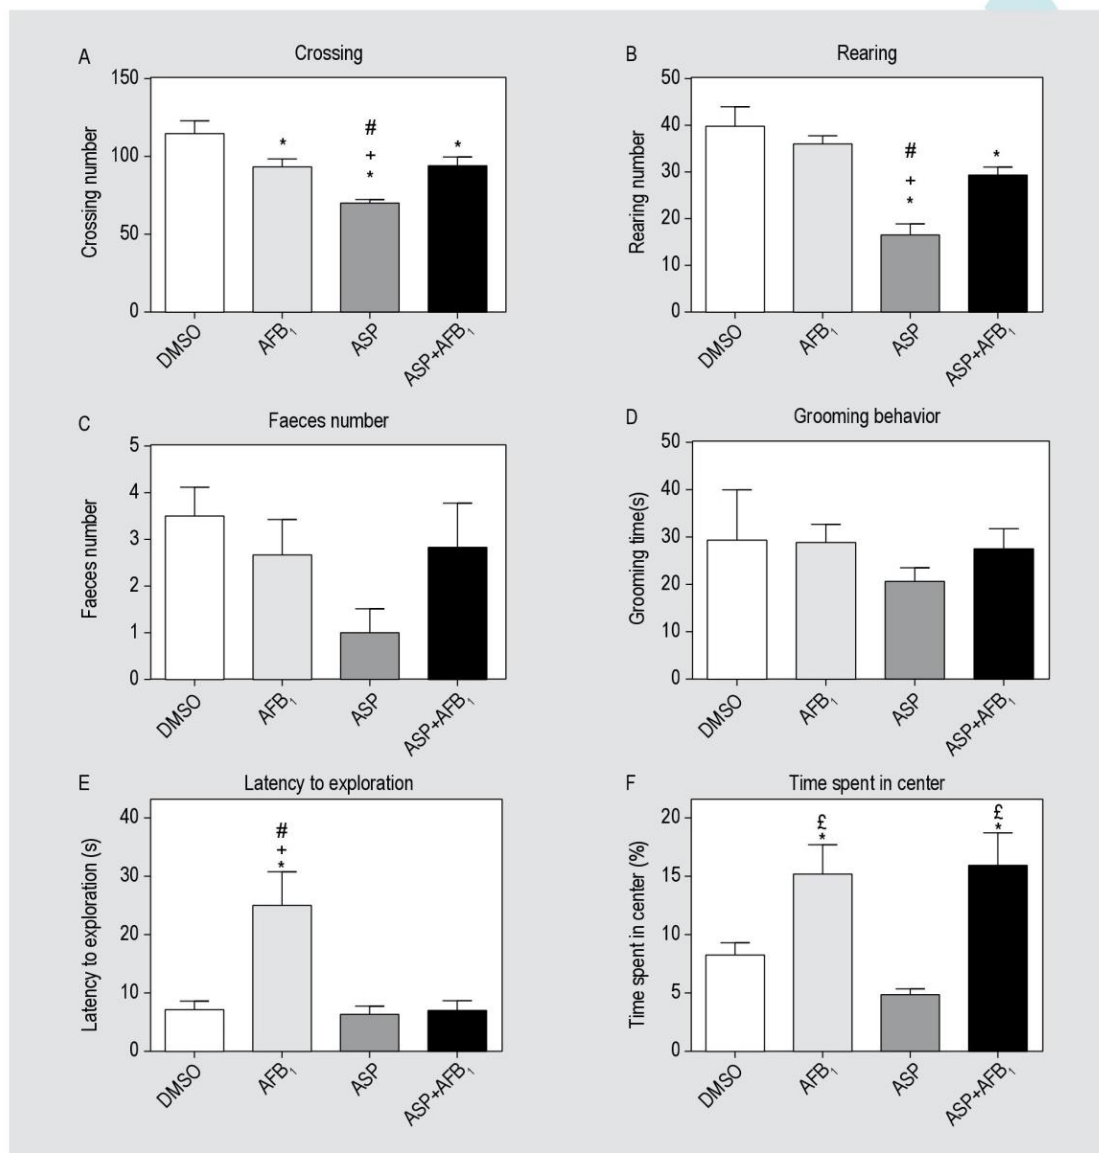 A
Crossing
Crossing number
150
100
50
0
*
#
+
*
*
DMSO
AFB₁
ASP
ASP+AFB₁
B
Rearing
Rearing number
50
40
30
20
10
0
#
+
*
*
DMSO
AFB₁
ASP
ASP+AFB₁
C
Faeces number
Faeces number
5
4
3
2
1
0
DMSO
AFB₁
ASP
ASP+AFB₁
D
Grooming behavior
Grooming time(s)
50
40
30
20
10
0
DMSO
AFB₁
ASP
ASP+AFB₁
E
Latency to exploration
Latency to exploration (s)
40
30
20
10
0
#
+
*
DMSO
AFB₁
ASP
ASP+AFB₁
F
Time spent in center
Time spent in center (%)
20
15
10
5
0
£
*
£
*
DMSO
AFB₁
ASP
ASP+AFB₁